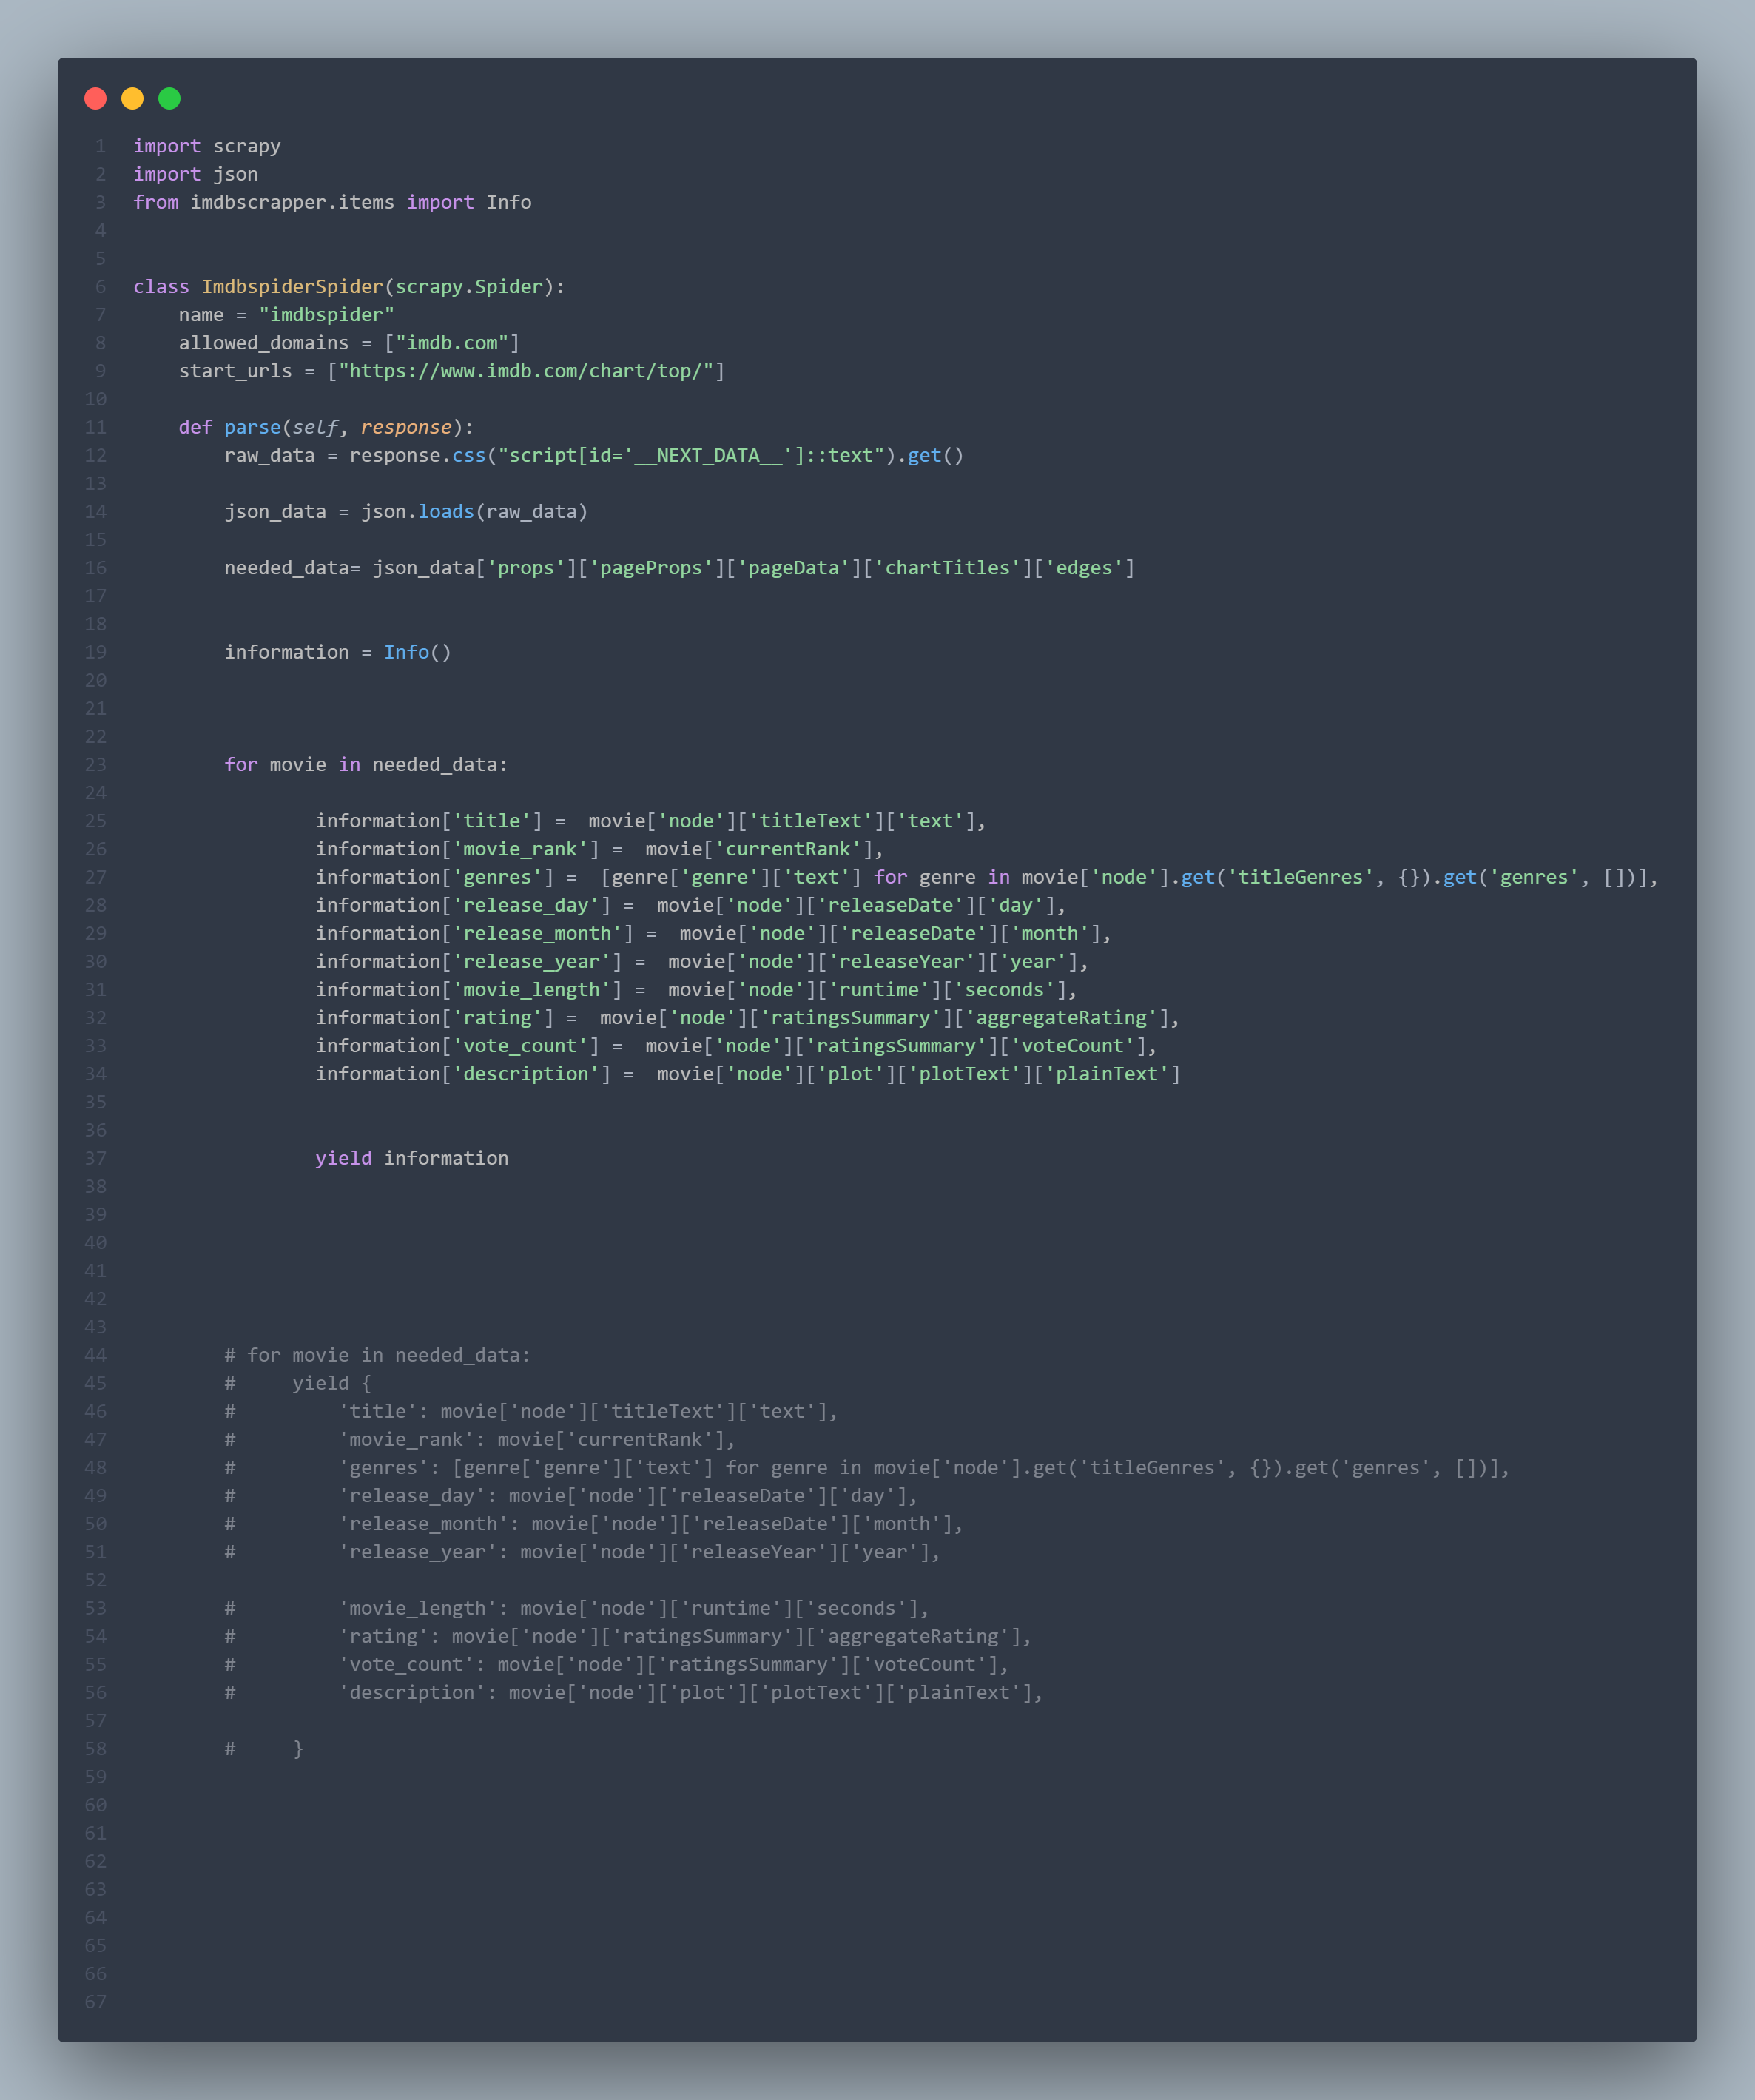 1 import scrapy
2 import json
3 from imdbscrapper.items import Info
4
5
6 class ImdbspiderSpider(scrapy.Spider):
7     name = "imdbspider"
8     allowed_domains = ["imdb.com"]
9     start_urls = ["https://www.imdb.com/chart/top/"]
10
11     def parse(self, response):
12         raw_data = response.css("script[id='__NEXT_DATA__']::text").get()
13
14         json_data = json.loads(raw_data)
15
16         needed_data= json_data['props']['pageProps']['pageData']['chartTitles']['edges']
17
18
19         information = Info()
20
21
22
23         for movie in needed_data:
24
25                 information['title'] =  movie['node']['titleText']['text'],
26                 information['movie_rank'] =  movie['currentRank'],
27                 information['genres'] =  [genre['genre']['text'] for genre in movie['node'].get('titleGenres', {}).get('genres', [])],
28                 information['release_day'] =  movie['node']['releaseDate']['day'],
29                 information['release_month'] =  movie['node']['releaseDate']['month'],
30                 information['release_year'] =  movie['node']['releaseYear']['year'],
31                 information['movie_length'] =  movie['node']['runtime']['seconds'],
32                 information['rating'] =  movie['node']['ratingsSummary']['aggregateRating'],
33                 information['vote_count'] =  movie['node']['ratingsSummary']['voteCount'],
34                 information['description'] =  movie['node']['plot']['plotText']['plainText']
35
36
37                 yield information
38
39
40
41
42
43
44         # for movie in needed_data:
45         #     yield {
46         #         'title': movie['node']['titleText']['text'],
47         #         'movie_rank': movie['currentRank'],
48         #         'genres': [genre['genre']['text'] for genre in movie['node'].get('titleGenres', {}).get('genres', [])],
49         #         'release_day': movie['node']['releaseDate']['day'],
50         #         'release_month': movie['node']['releaseDate']['month'],
51         #         'release_year': movie['node']['releaseYear']['year'],
52
53         #         'movie_length': movie['node']['runtime']['seconds'],
54         #         'rating': movie['node']['ratingsSummary']['aggregateRating'],
55         #         'vote_count': movie['node']['ratingsSummary']['voteCount'],
56         #         'description': movie['node']['plot']['plotText']['plainText'],
57
58         #     }
59
60
61
62
63
64
65
66
67